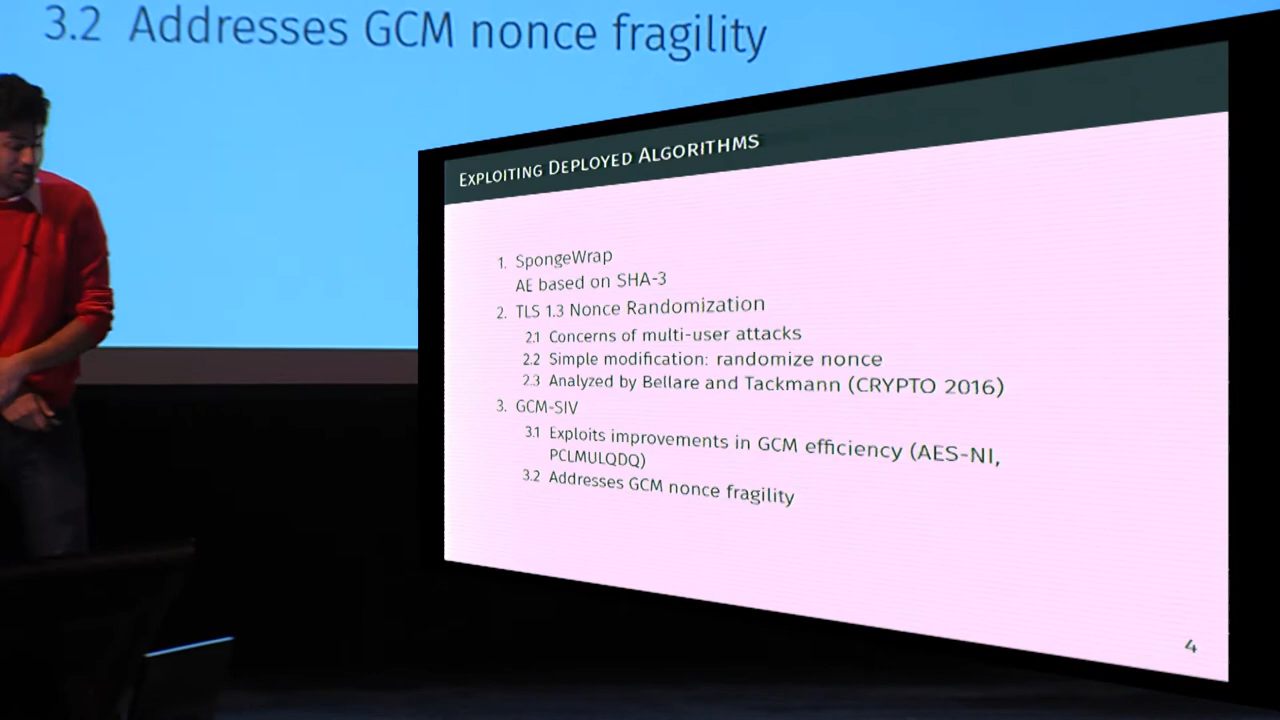 3.2 Addresses GCM nonce fragility
Exploiting Deployed Algorithms
1. SpongeWrap
AE based on SHA-3
2. TLS 1.3 Nonce Randomization
2.1 Concerns of multi-user attacks
2.2 Simple modification: randomize nonce
2.3 Analyzed by Bellare and Tackmann (CRYPTO 2016)
3. GCM-SIV
3.1 Exploits improvements in GCM efficiency (AES-NI,
PCLMULQDQ)
3.2 Addresses GCM nonce fragility
4